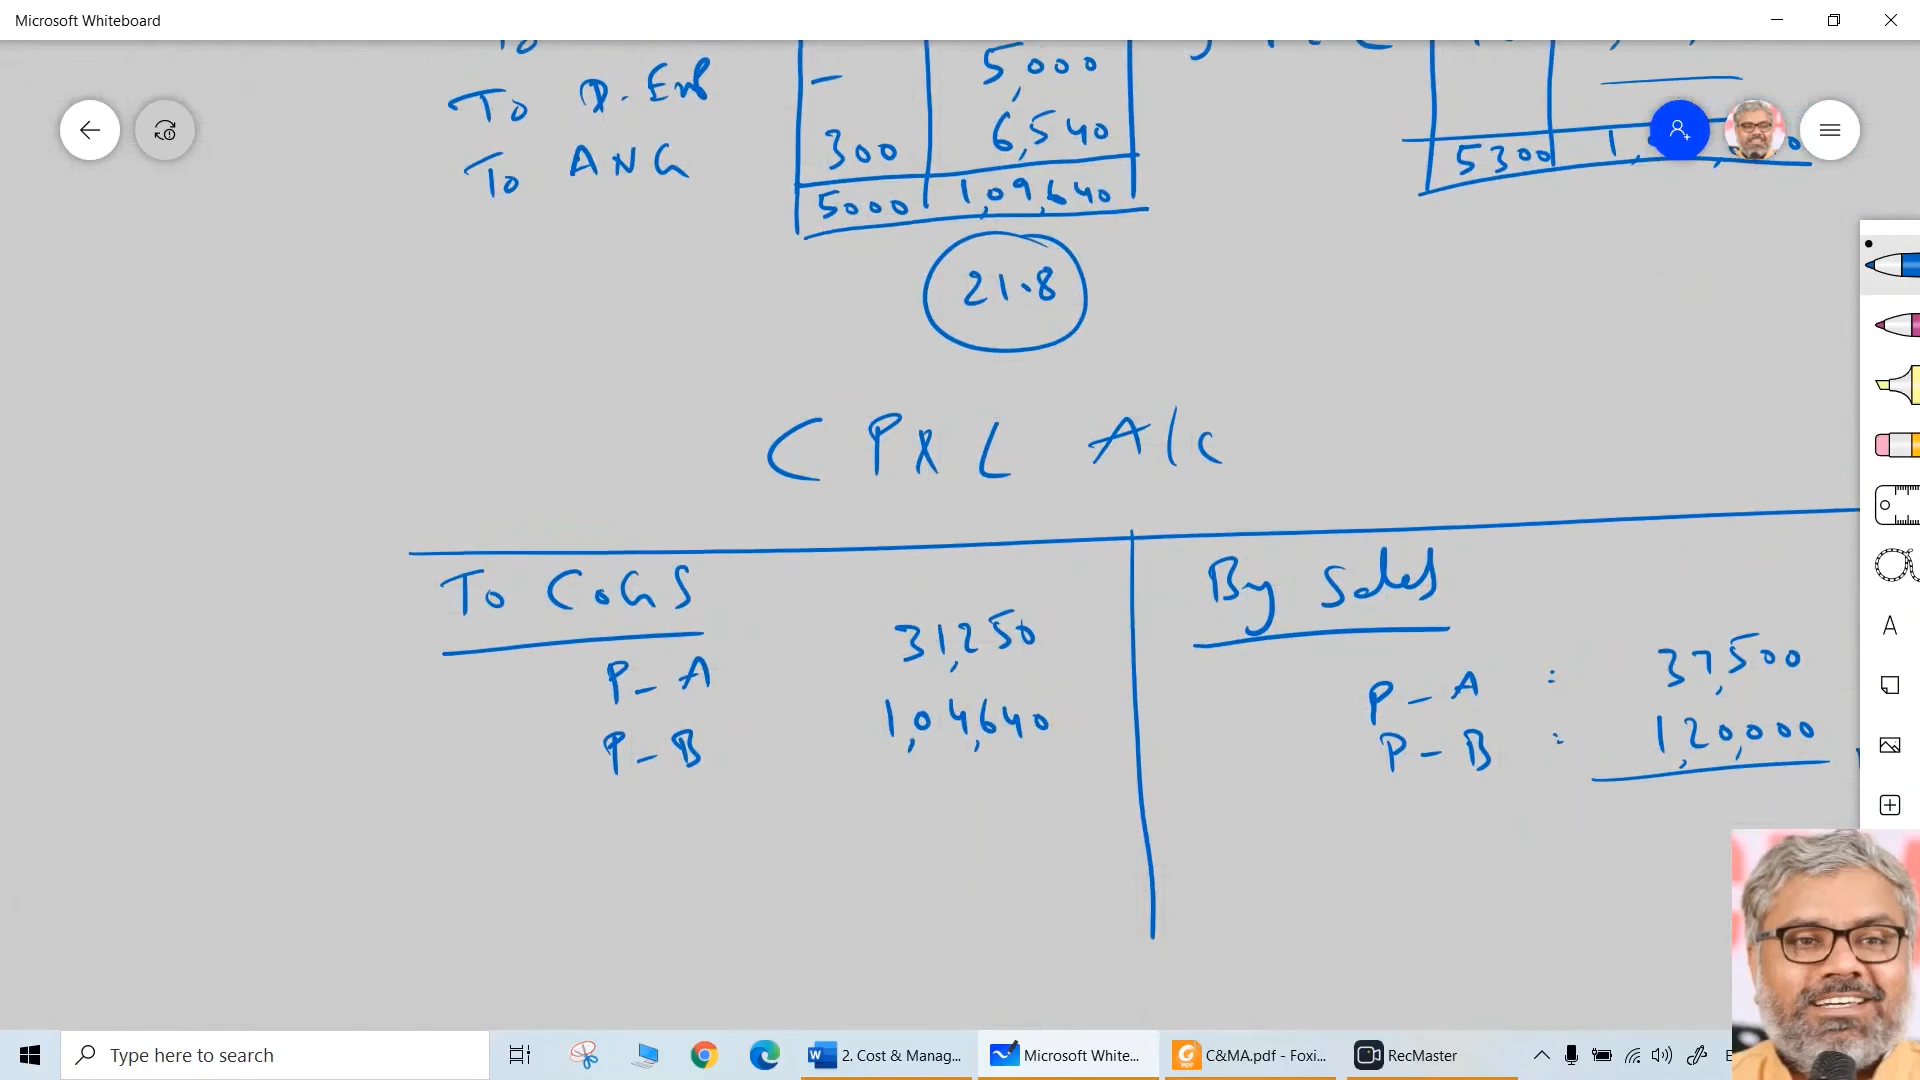 Microsoft Whiteboard
To
- 5,000
To D. Exp
300 6,540
To ANG
5000 1,09,640
5300 1,
21.8
C P & L A/c
To CoGS
By Sales
P - A 31,250
P - A : 37,500
P - B 1,04,640
P - B : 1,20,000
A
Type here to search
2. Cost & Manag...
Microsoft White...
C&MA.pdf - Foxi...
RecMaster